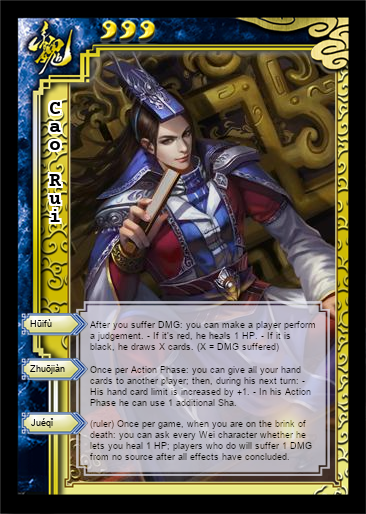 魏
Cao Rui
Hūifù
After you suffer DMG: you can make a player perform
a judgement. - If it's red, he heals 1 HP. - If it is
black, he draws X cards. (X = DMG suffered)
Zhuōjiàn
Once per Action Phase: you can give all your hand
cards to another player; then, during his next turn: -
His hand card limit is increased by +1. - In his Action
Phase he can use 1 additional Sha.
Juéqǐ
(ruler) Once per game, when you are on the brink of
death: you can ask every Wei character whether he
lets you heal 1 HP; players who do will suffer 1 DMG
from no source after all effects have concluded.